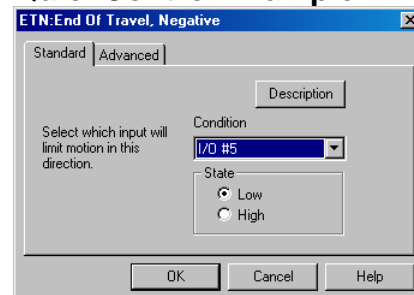 ETN:End Of Travel, Negative
Standard
Advanced
Description
Select which input will
limit motion in this
direction.
Condition
I/O #5
State
Low
High
OK
Cancel
Help